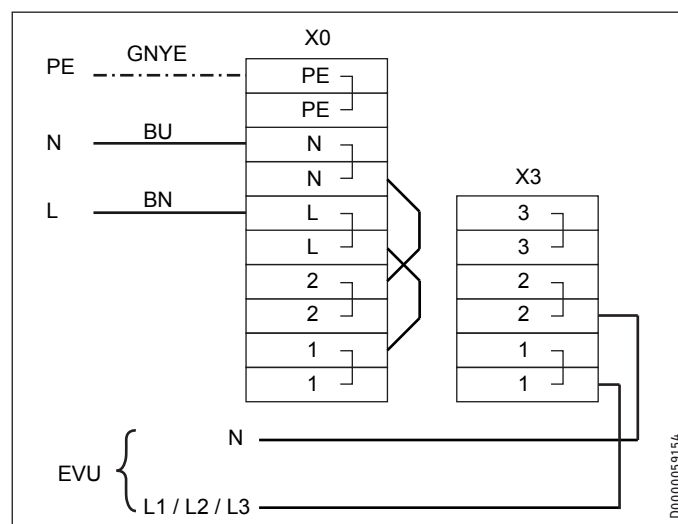 X0
PE GNYE PE
PE
N BU N
N
X3
L BN L 3
L 3
2 2
2 2
1 1
1 1
N
EVU
L1 / L2 / L3
D0000059154